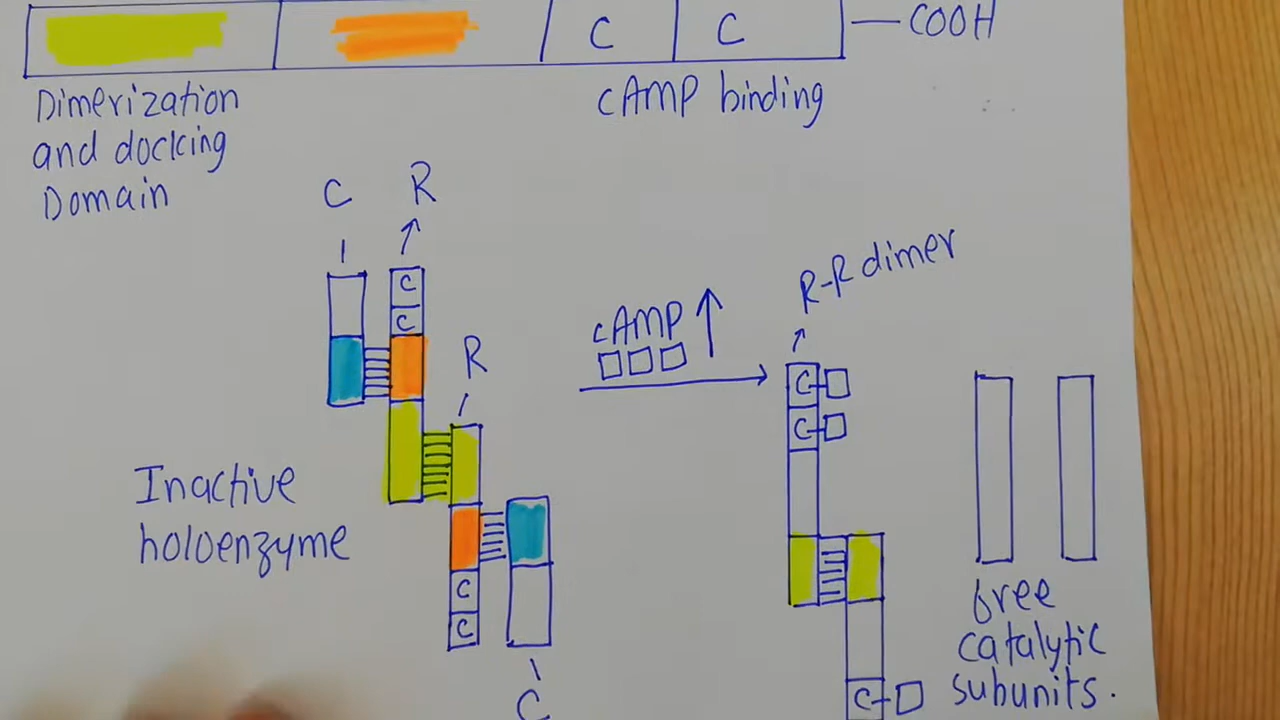 C C — COOH
Dimerization
and docking
Domain
cAMP binding
C R
C
C
R
Inactive
holoenzyme
C
C
C
cAMP ↑
R-R dimer
C
C
C
free
catalytic
subunits.